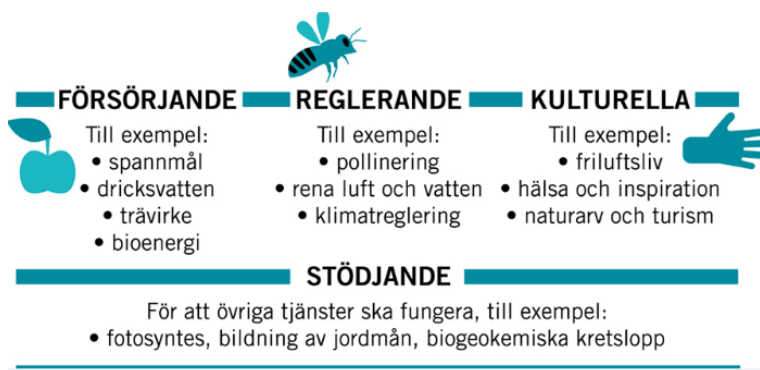 FÖRSÖRJANDE
Till exempel:
• spannmål
• dricksvatten
• trävirke
• bioenergi
REGLERANDE
Till exempel:
• pollinering
• rena luft och vatten
• klimatreglering
KULTURELLA
Till exempel:
• friluftsliv
• hälsa och inspiration
• naturarv och turism
STÖDJANDE
För att övriga tjänster ska fungera, till exempel:
• fotosyntes, bildning av jordmån, biogeokemiska kretslopp